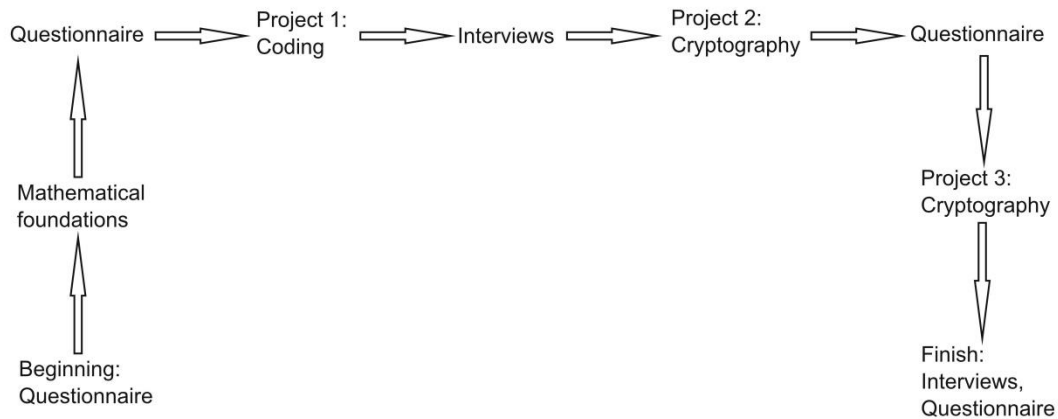 Questionnaire
Project 1:
Coding
Interviews
Project 2:
Cryptography
Questionnaire
Mathematical
foundations
Project 3:
Cryptography
Beginning:
Questionnaire
Finish:
Interviews,
Questionnaire